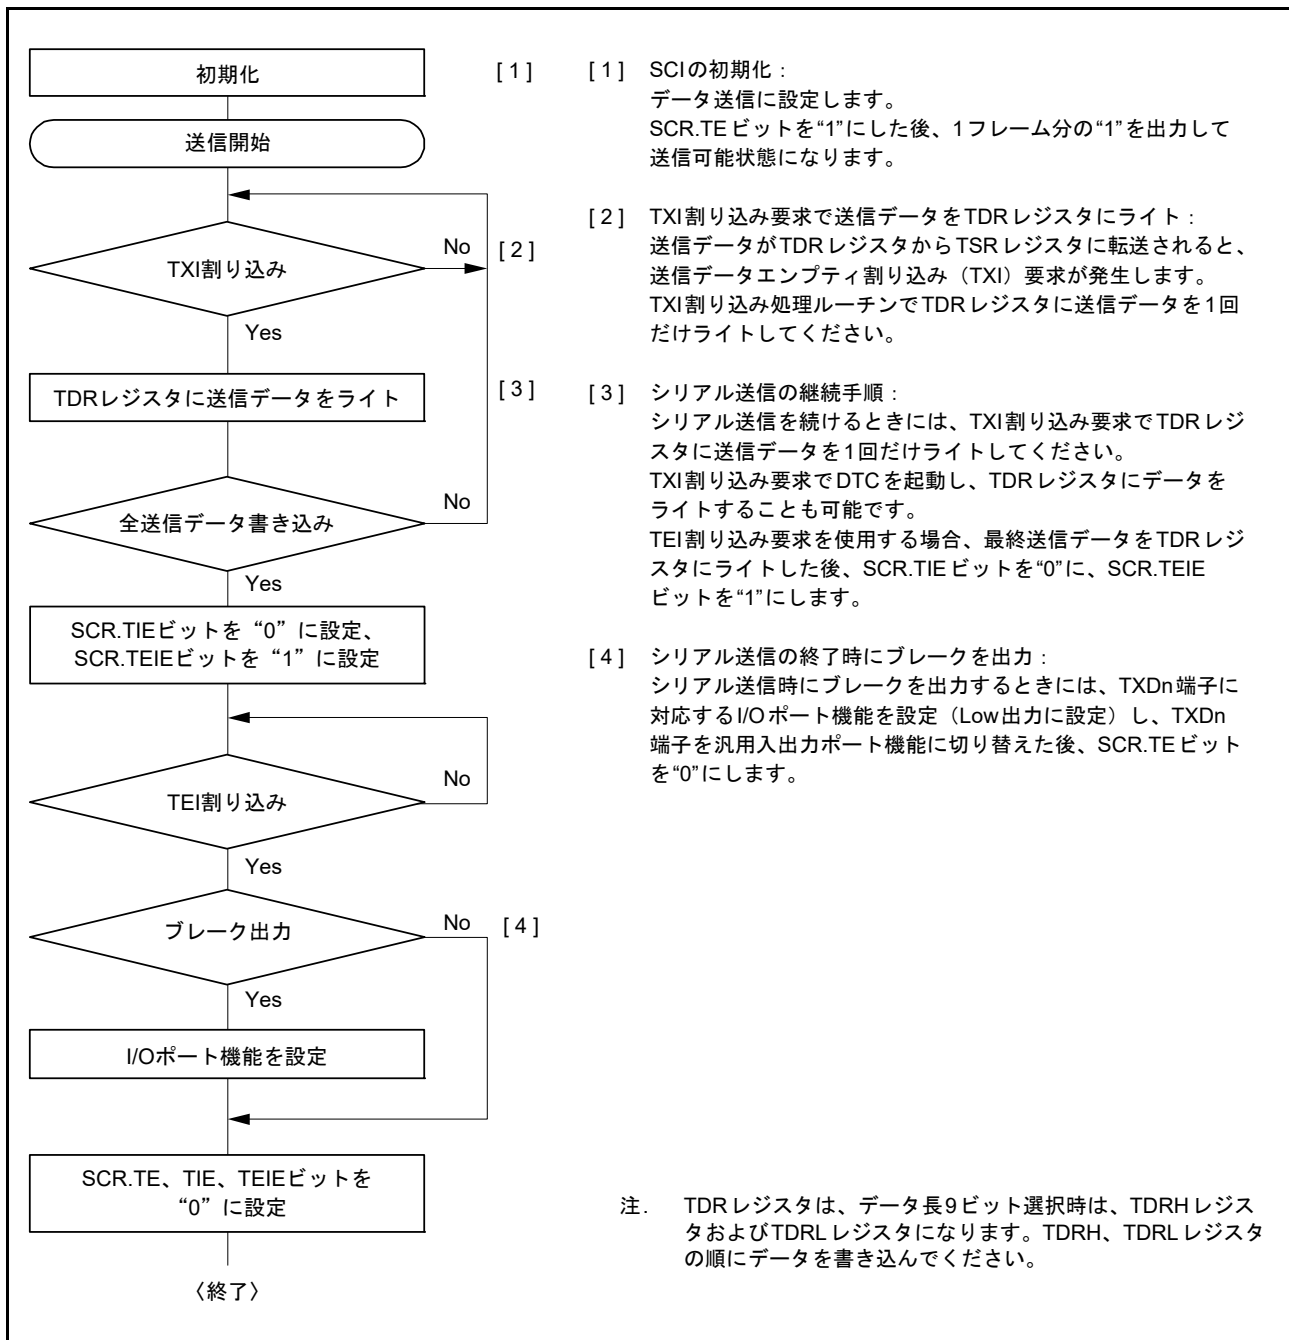 初期化
[ 1 ]
送信開始
TXI割り込み
No
[ 2 ]
Yes
TDRレジスタに送信データをライト
[ 3 ]
全送信データ書き込み
No
Yes
SCR.TIEビットを“0”に設定、
SCR.TEIEビットを“1”に設定
TEI割り込み
No
Yes
ブレーク出力
No
[ 4 ]
Yes
I/Oポート機能を設定
SCR.TE、TIE、TEIEビットを
“0”に設定
〈終了〉
[ 1 ] SCIの初期化：
データ送信に設定します。
SCR.TEビットを“1”にした後、1フレーム分の“1”を出力して
送信可能状態になります。
[ 2 ] TXI割り込み要求で送信データをTDRレジスタにライト：
送信データがTDRレジスタからTSRレジスタに転送されると、
送信データエンプティ割り込み（TXI）要求が発生します。
TXI割り込み処理ルーチンでTDRレジスタに送信データを1回
だけライトしてください。
[ 3 ] シリアル送信の継続手順：
シリアル送信を続けるときには、TXI割り込み要求でTDRレジ
スタに送信データを1回だけライトしてください。
TXI割り込み要求でDTCを起動し、TDRレジスタにデータを
ライトすることも可能です。
TEI割り込み要求を使用する場合、最終送信データをTDRレジ
スタにライトした後、SCR.TIEビットを“0”に、SCR.TEIE
ビットを“1”にします。
[ 4 ] シリアル送信の終了時にブレークを出力：
シリアル送信時にブレークを出力するときには、TXDn端子に
対応するI/Oポート機能を設定（Low出力に設定）し、TXDn
端子を汎用入出力ポート機能に切り替えた後、SCR.TEビット
を“0”にします。
注. TDRレジスタは、データ長9ビット選択時は、TDRHレジス
タおよびTDRLレジスタになります。TDRH、TDRLレジスタ
の順にデータを書き込んでください。